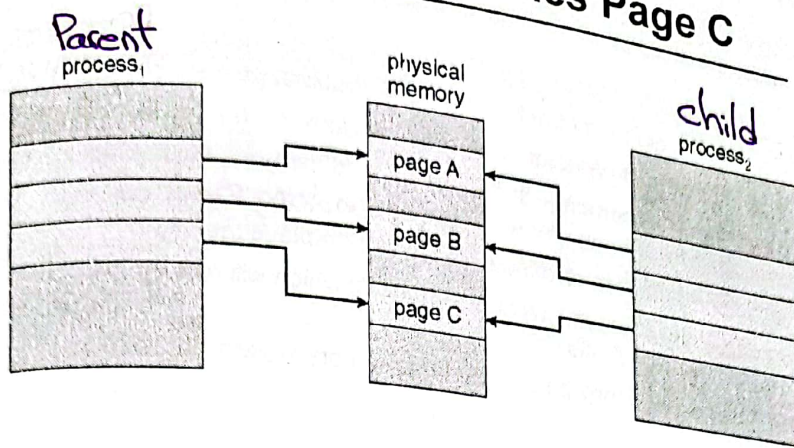 Page C
Parent
process₁
physical
memory
child
process₂
page A
page B
page C